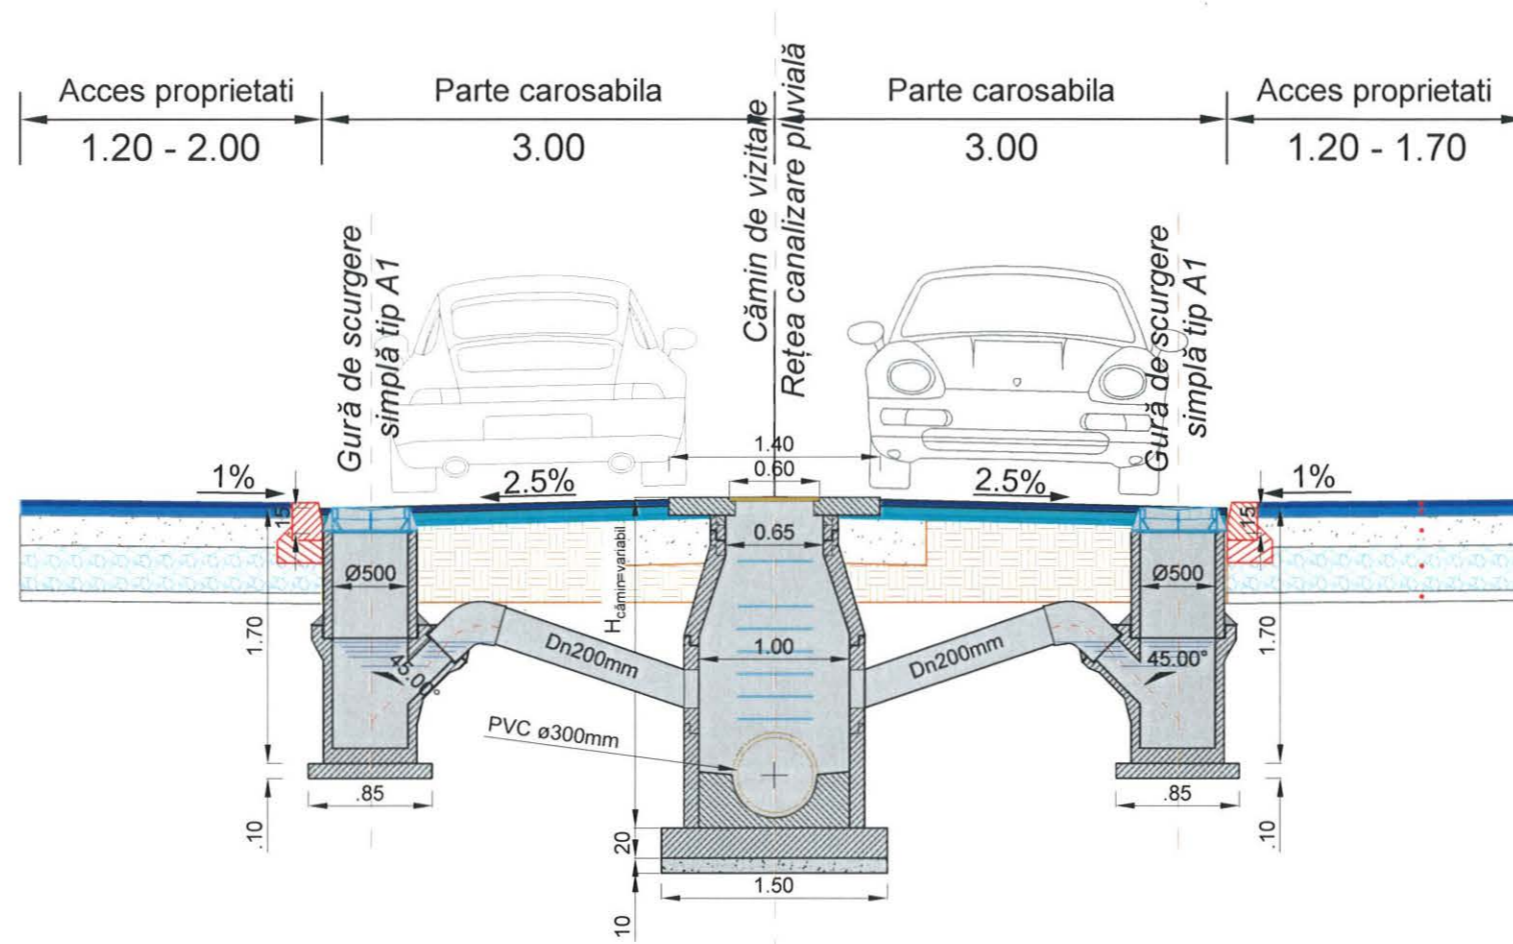 Acces proprietati
Parte carosabila
Parte carosabila
Acces proprietati
1.20 - 2.00
3.00
3.00
1.20 - 1.70
Cămin de vizitare
Rețea canalizare pluvială
Gură de scurgere
simplă tip A1
Gură de scurgere
simplă tip A1
1.40
0.60
1%
2.5%
2.5%
1%
15
15
0.65
Ø500
Ø500
Hcămin=variabil
1.70
1.70
1.00
Dn200mm
Dn200mm
45.00°
45.00°
PVC ø300mm
.85
.85
.10
.10
20
1.50
10